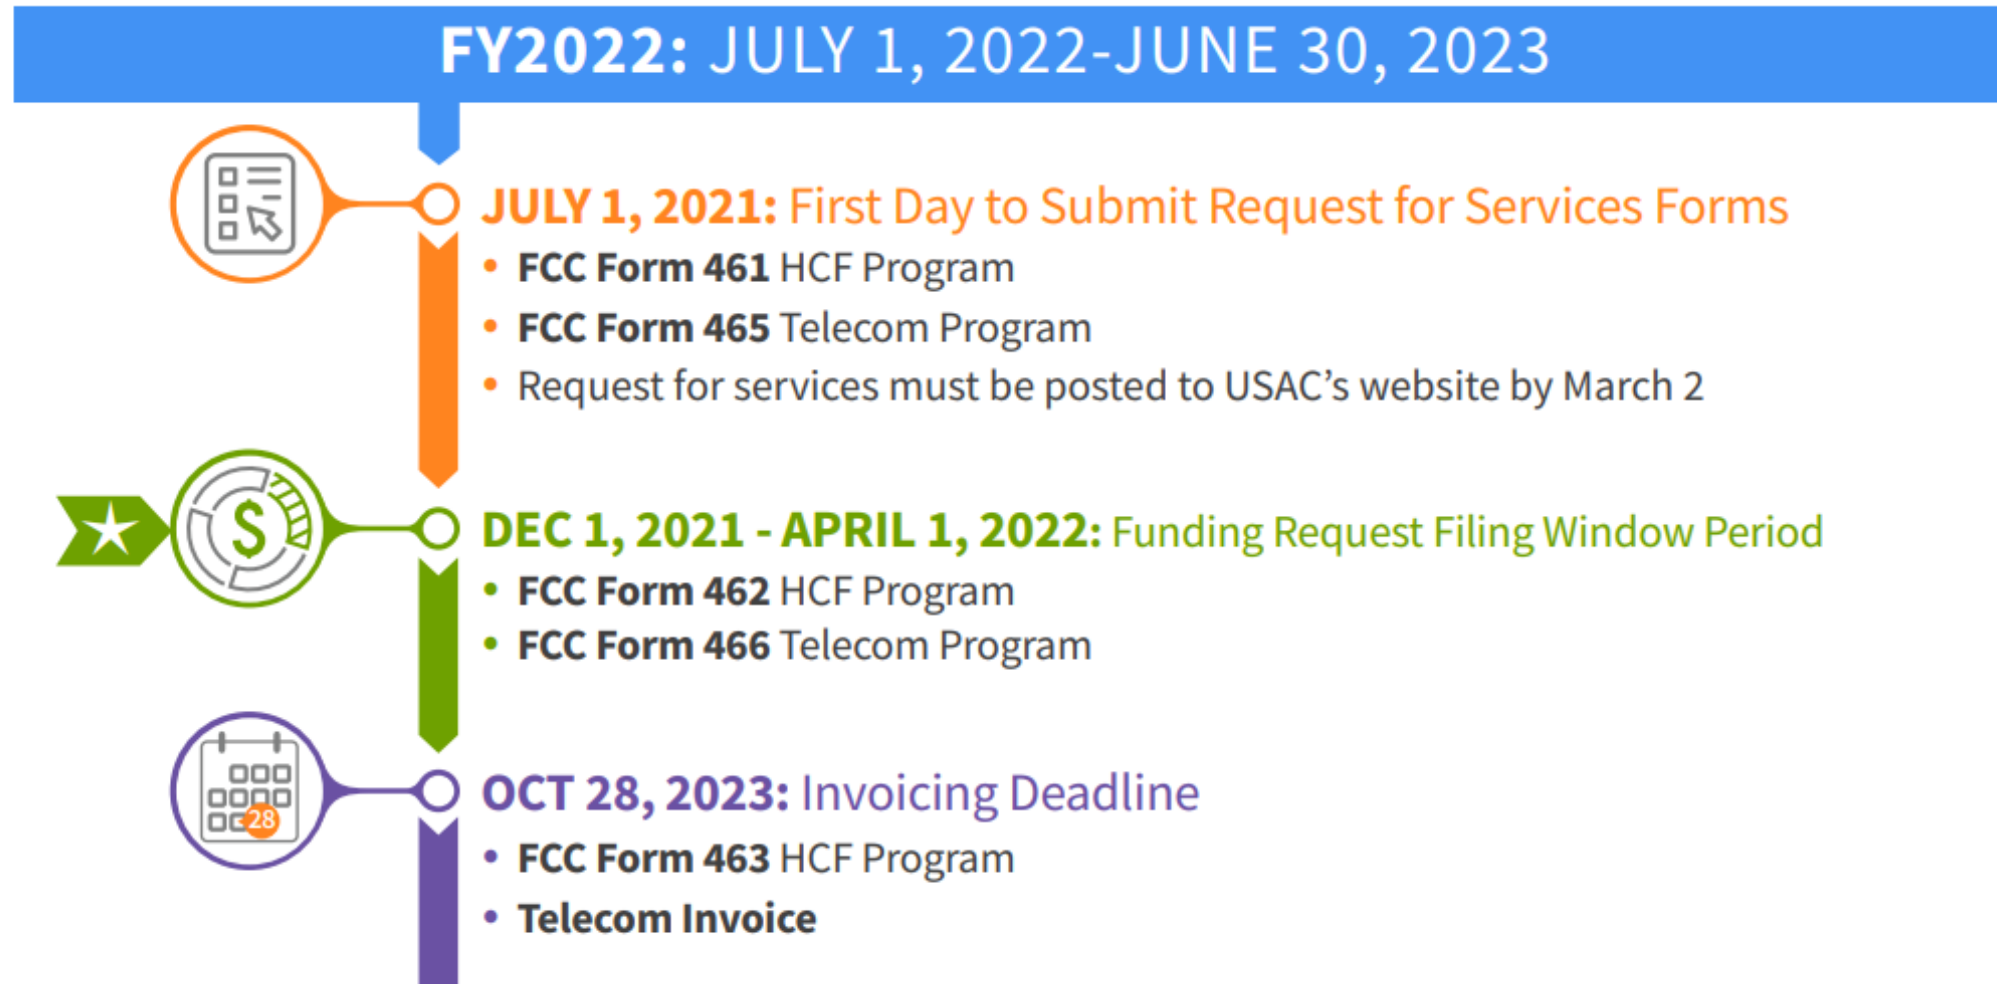 FY2022: JULY 1, 2022-JUNE 30, 2023
JULY 1, 2021: First Day to Submit Request for Services Forms
• FCC Form 461 HCF Program
• FCC Form 465 Telecom Program
• Request for services must be posted to USAC’s website by March 2
$
DEC 1, 2021 - APRIL 1, 2022: Funding Request Filing Window Period
• FCC Form 462 HCF Program
• FCC Form 466 Telecom Program
28
OCT 28, 2023: Invoicing Deadline
• FCC Form 463 HCF Program
• Telecom Invoice